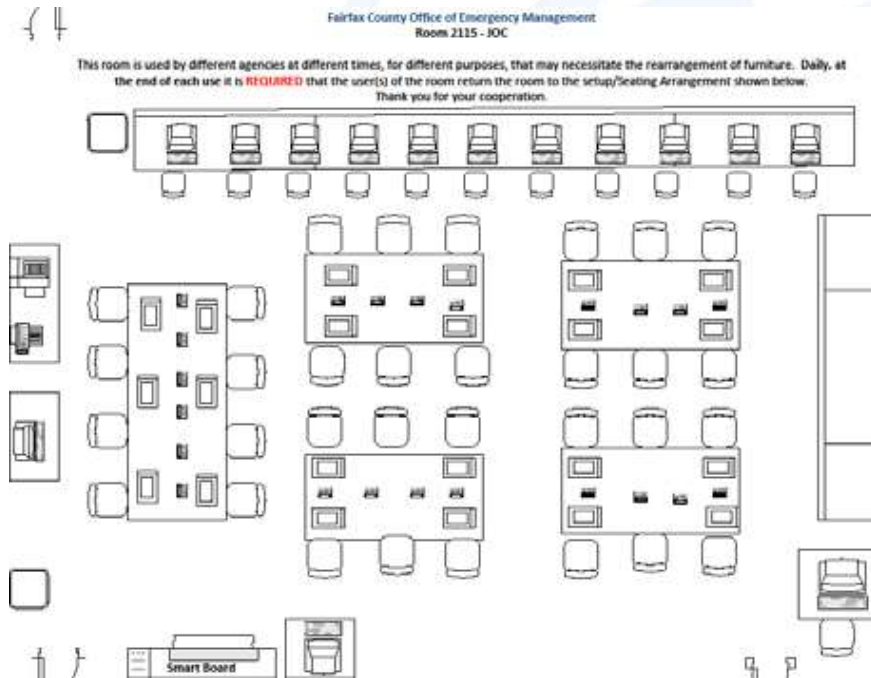 Fairfax County Office of Emergency Management
Room 2115 - JOC
This room is used by different agencies at different times, for different purposes, that may necessitate the rearrangement of furniture. Daily, at
the end of each use it is REQUIRED that the user(s) of the room return the room to the setup/Seating Arrangement shown below.
Thank you for your cooperation.
Smart Board